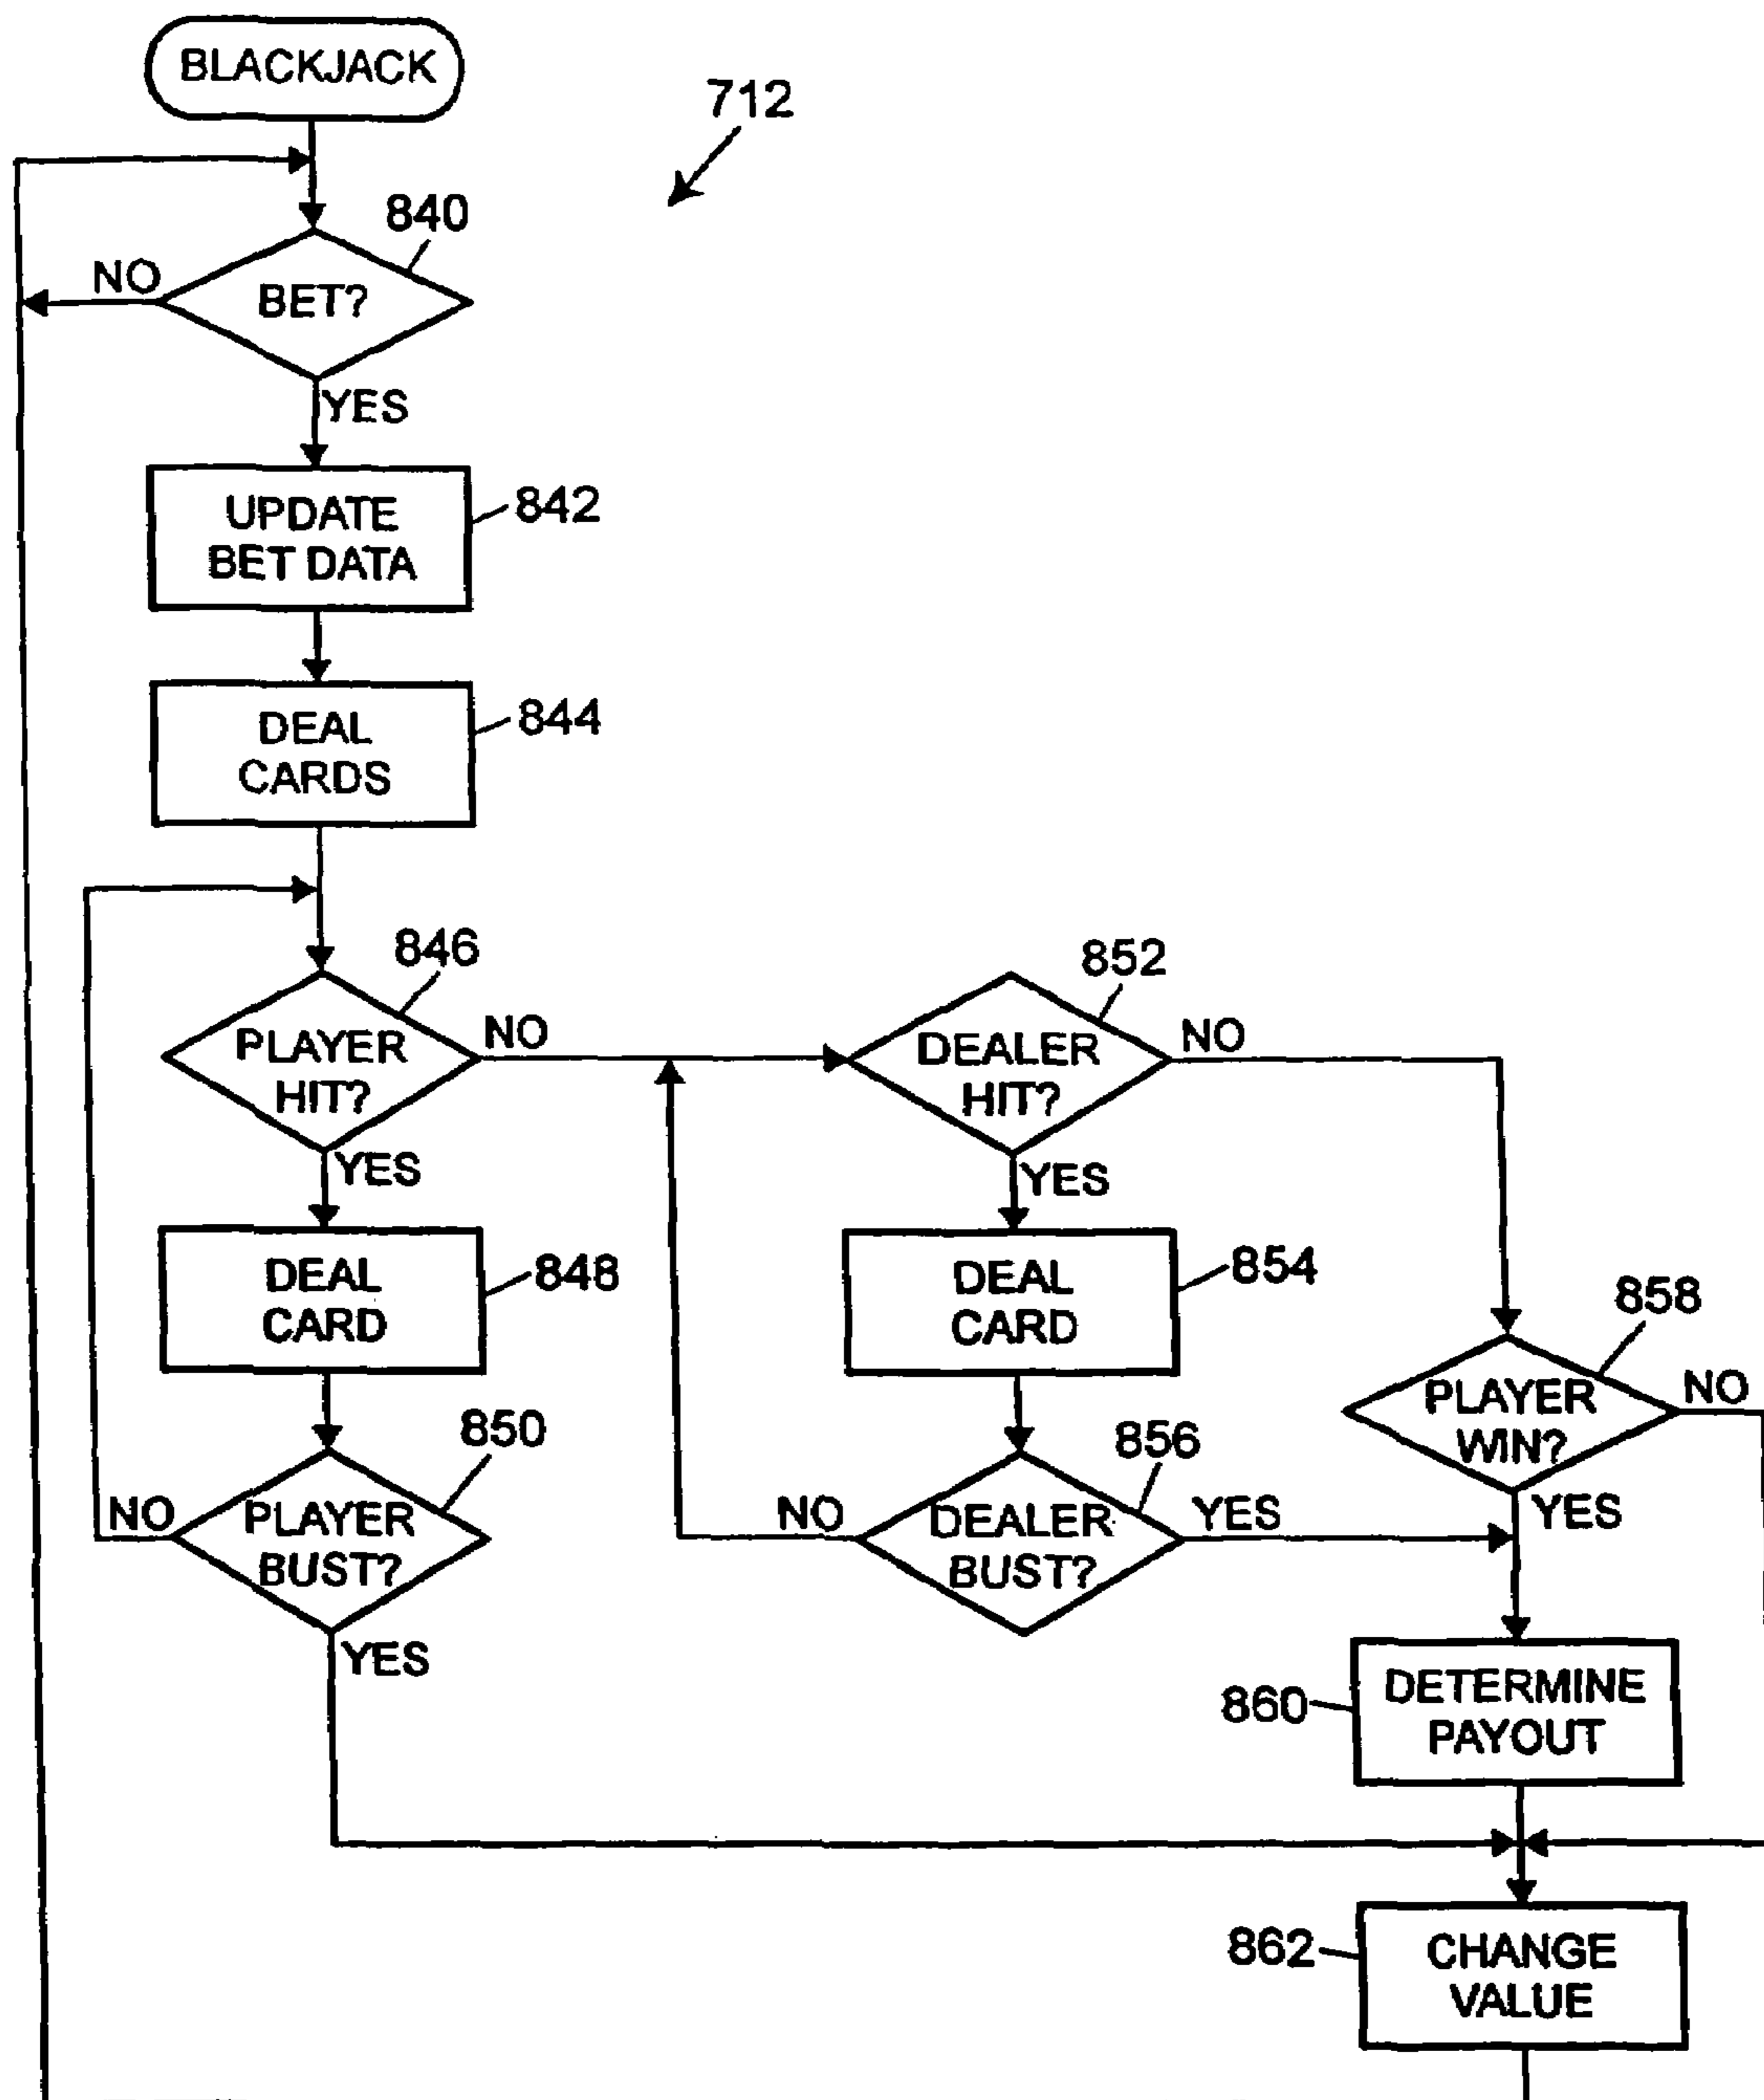 BLACKJACK
712
840
NO
BET?
YES
UPDATE
BET DATA
842
DEAL
CARDS
844
846
PLAYER
HIT?
NO
YES
852
DEALER
HIT?
NO
YES
DEAL
CARD
848
DEAL
CARD
854
858
PLAYER
WIN?
NO
YES
850
NO
PLAYER
BUST?
YES
856
NO
DEALER
BUST?
YES
860
DETERMINE
PAYOUT
862
CHANGE
VALUE